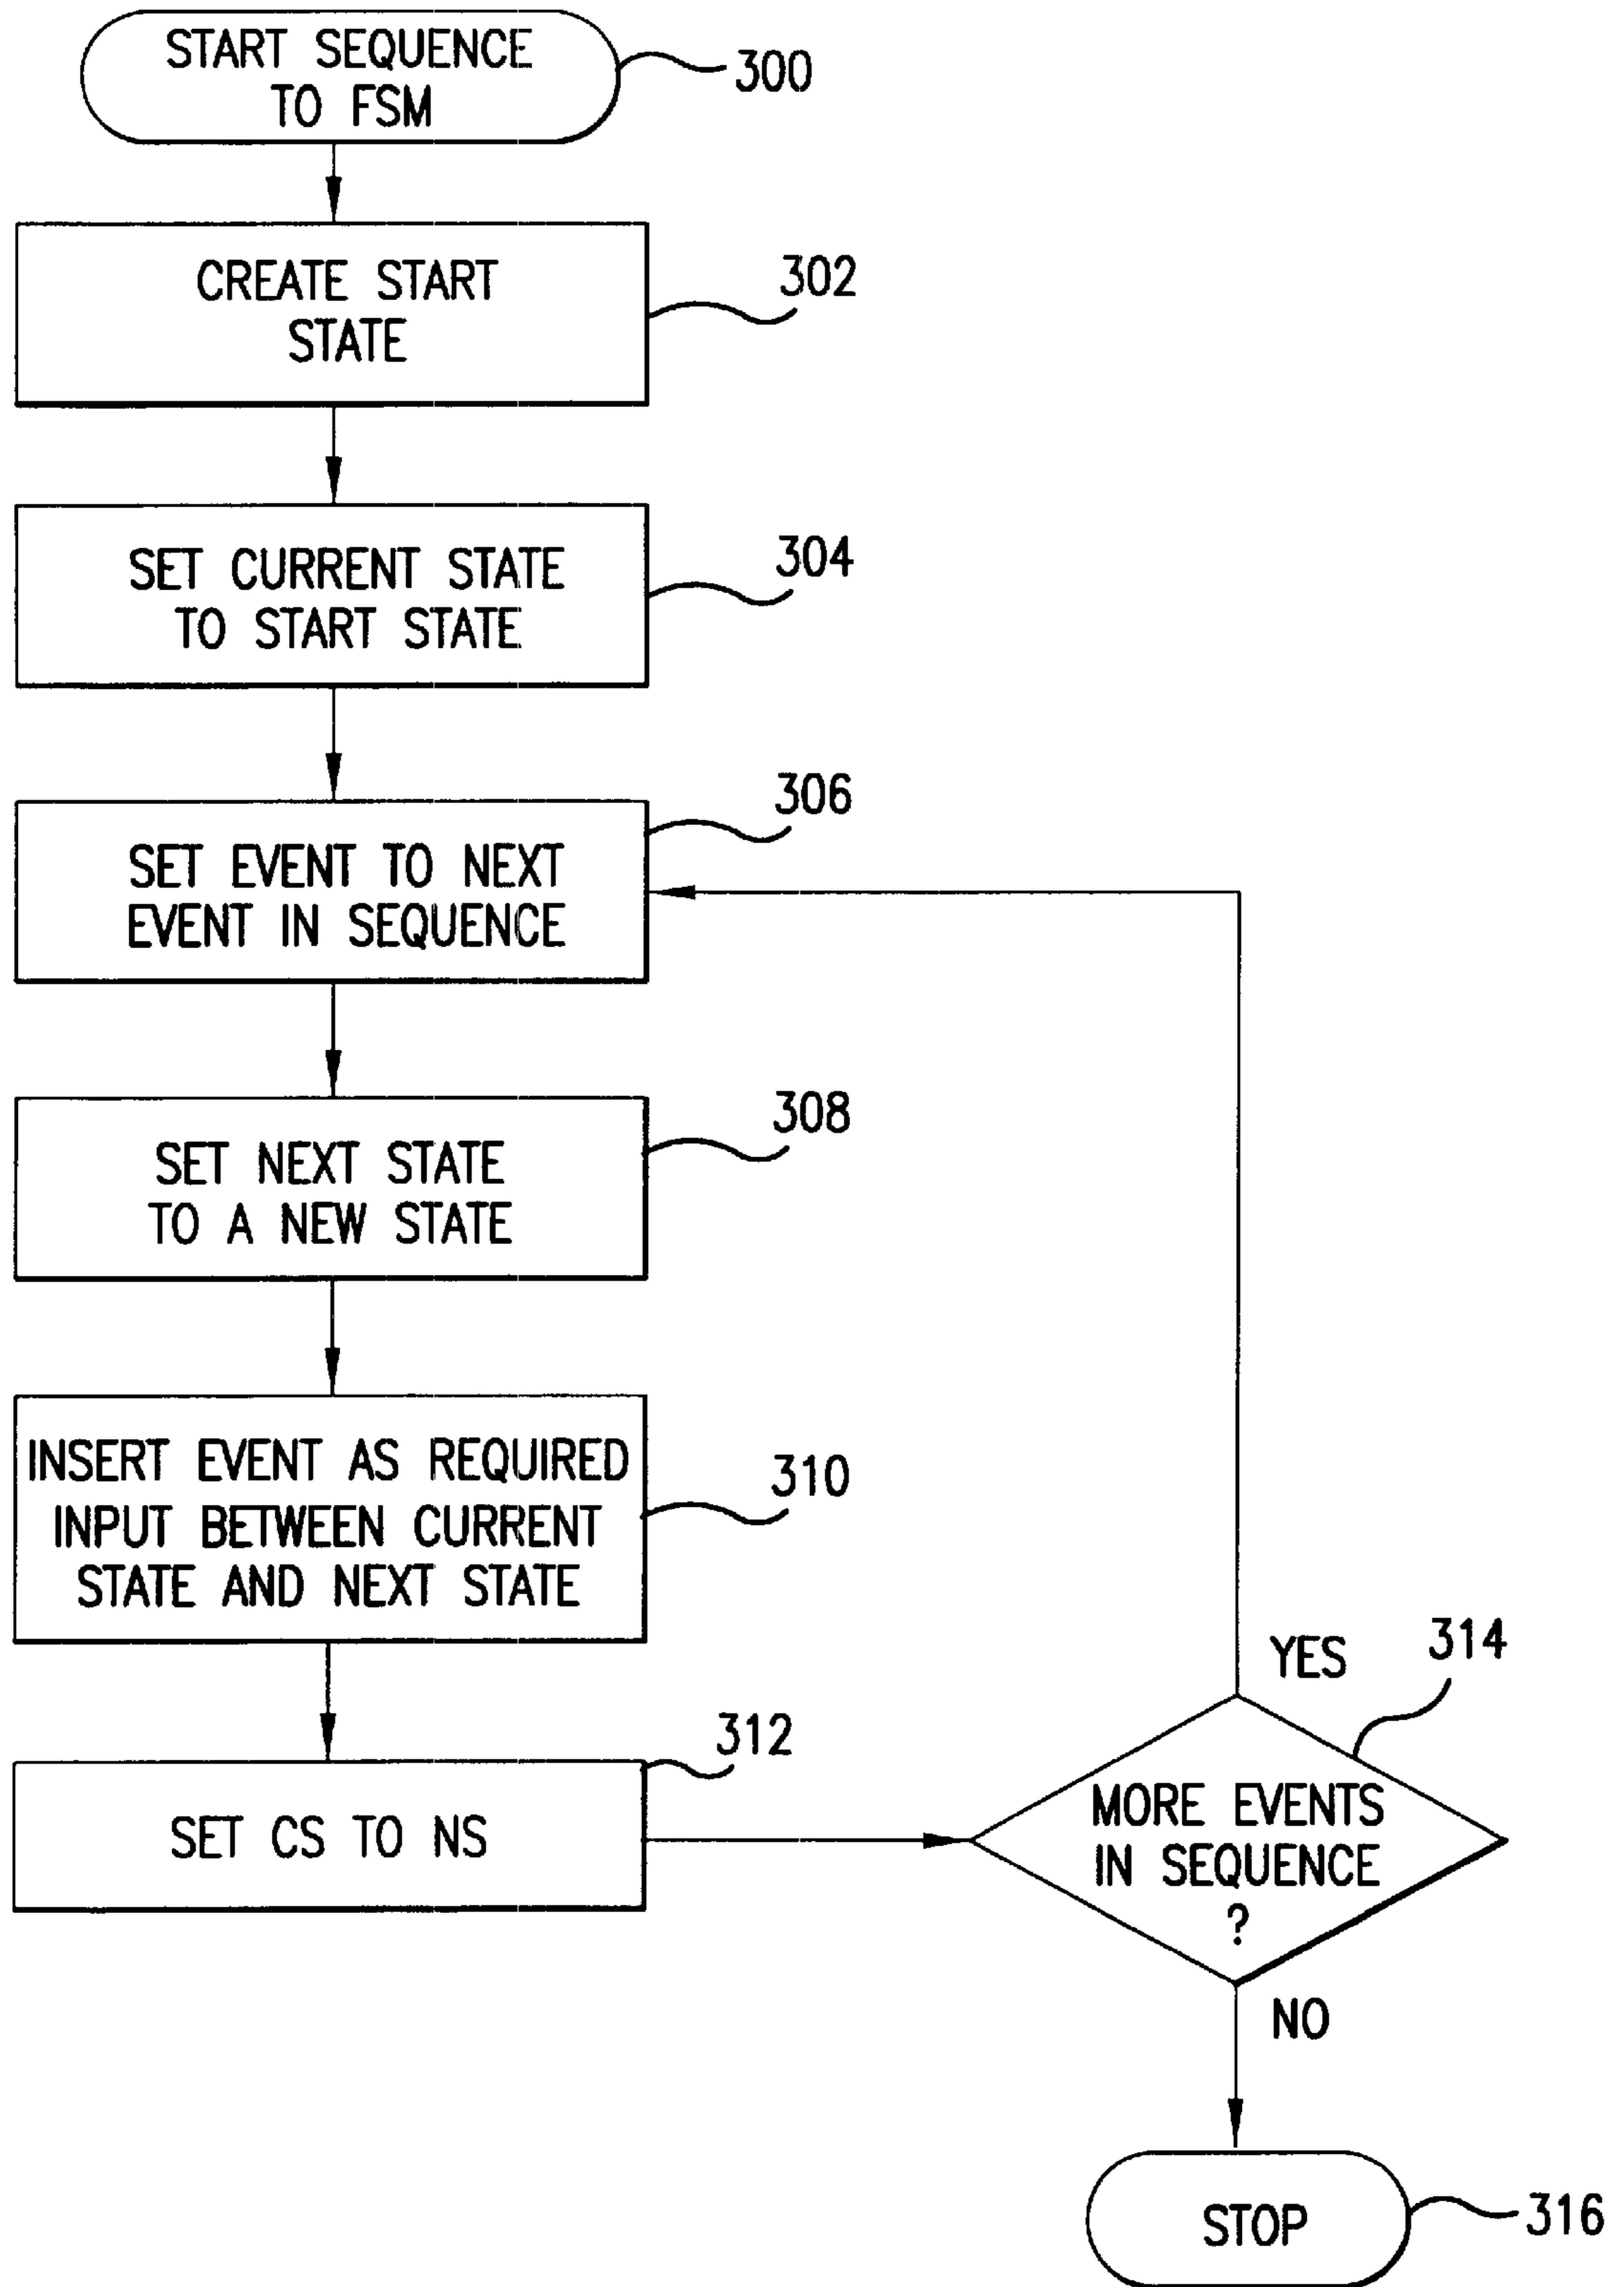 START SEQUENCE
TO FSM
300
CREATE START
STATE
302
SET CURRENT STATE
TO START STATE
304
306
SET EVENT TO NEXT
EVENT IN SEQUENCE
308
SET NEXT STATE
TO A NEW STATE
INSERT EVENT AS REQUIRED
INPUT BETWEEN CURRENT
STATE AND NEXT STATE
310
312
SET CS TO NS
YES
314
MORE EVENTS
IN SEQUENCE
?
NO
STOP
316